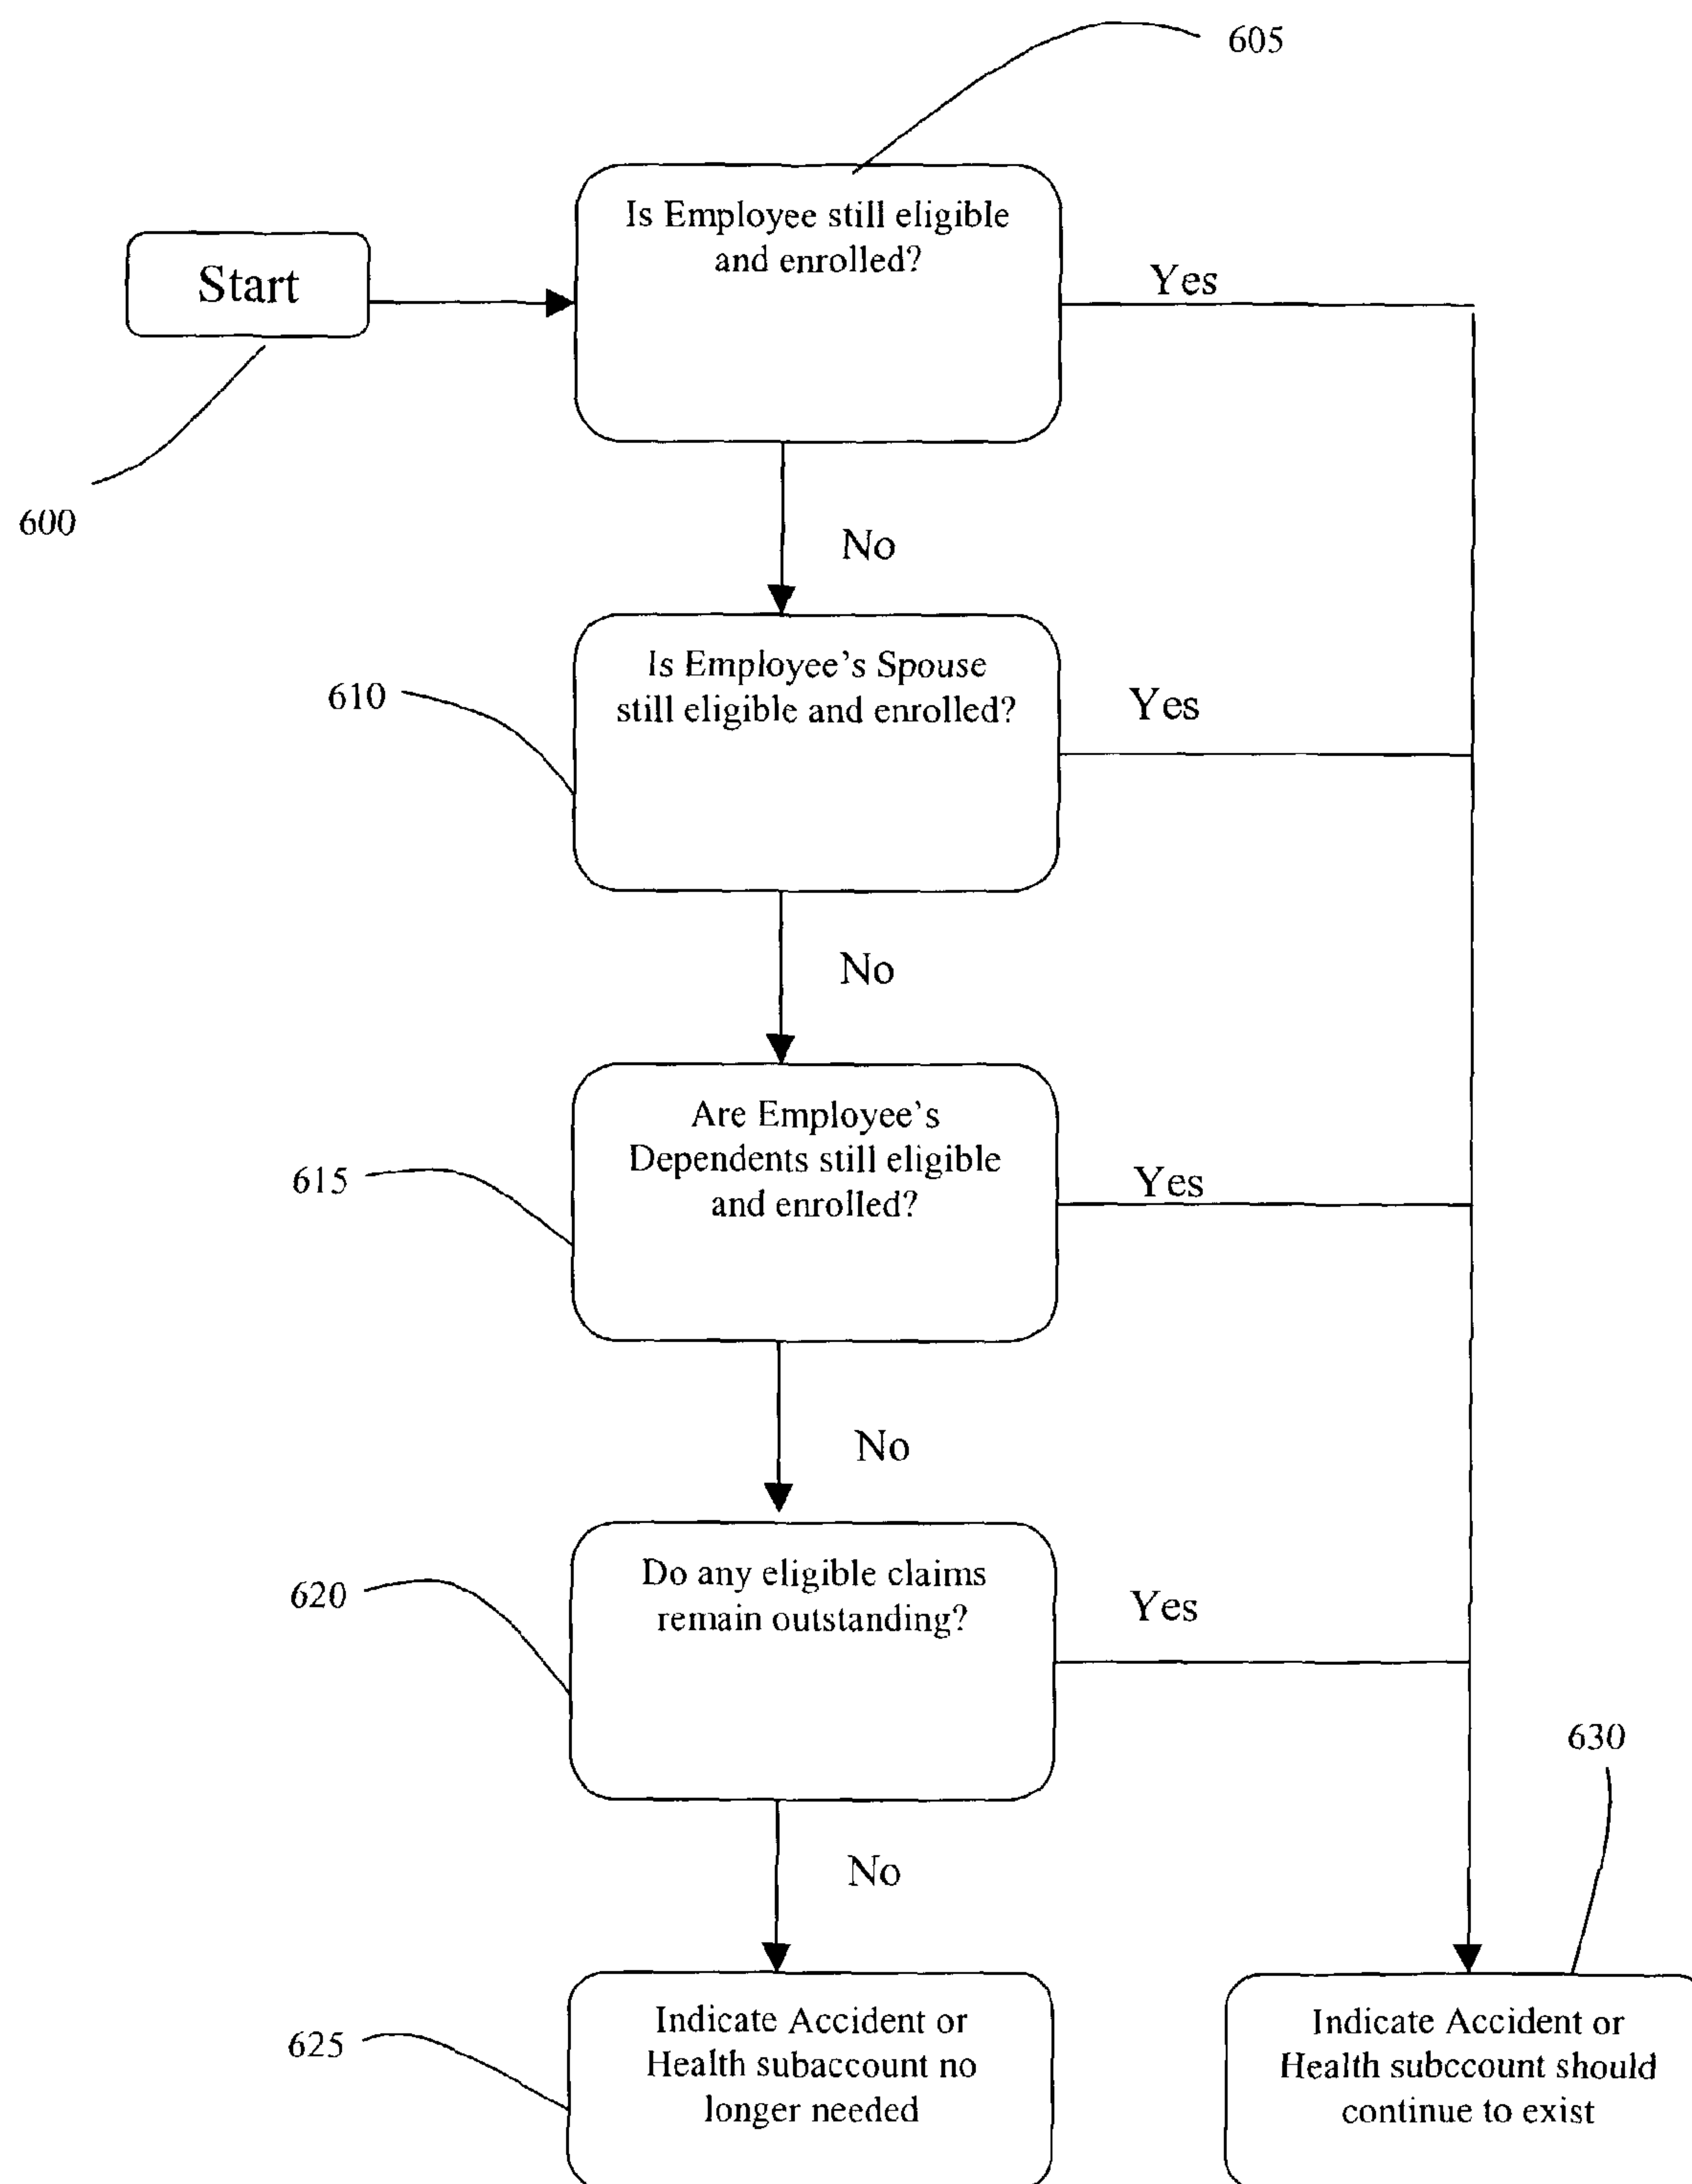 605
Is Employee still eligible
and enrolled?
Start
Yes
600
No
Is Employee's Spouse
still eligible and enrolled?
610
Yes
No
Are Employee's
Dependents still eligible
and enrolled?
615
Yes
No
Do any eligible claims
remain outstanding?
620
Yes
630
No
Indicate Accident or
Health subaccount no
longer needed
625
Indicate Accident or
Health subccount should
continue to exist